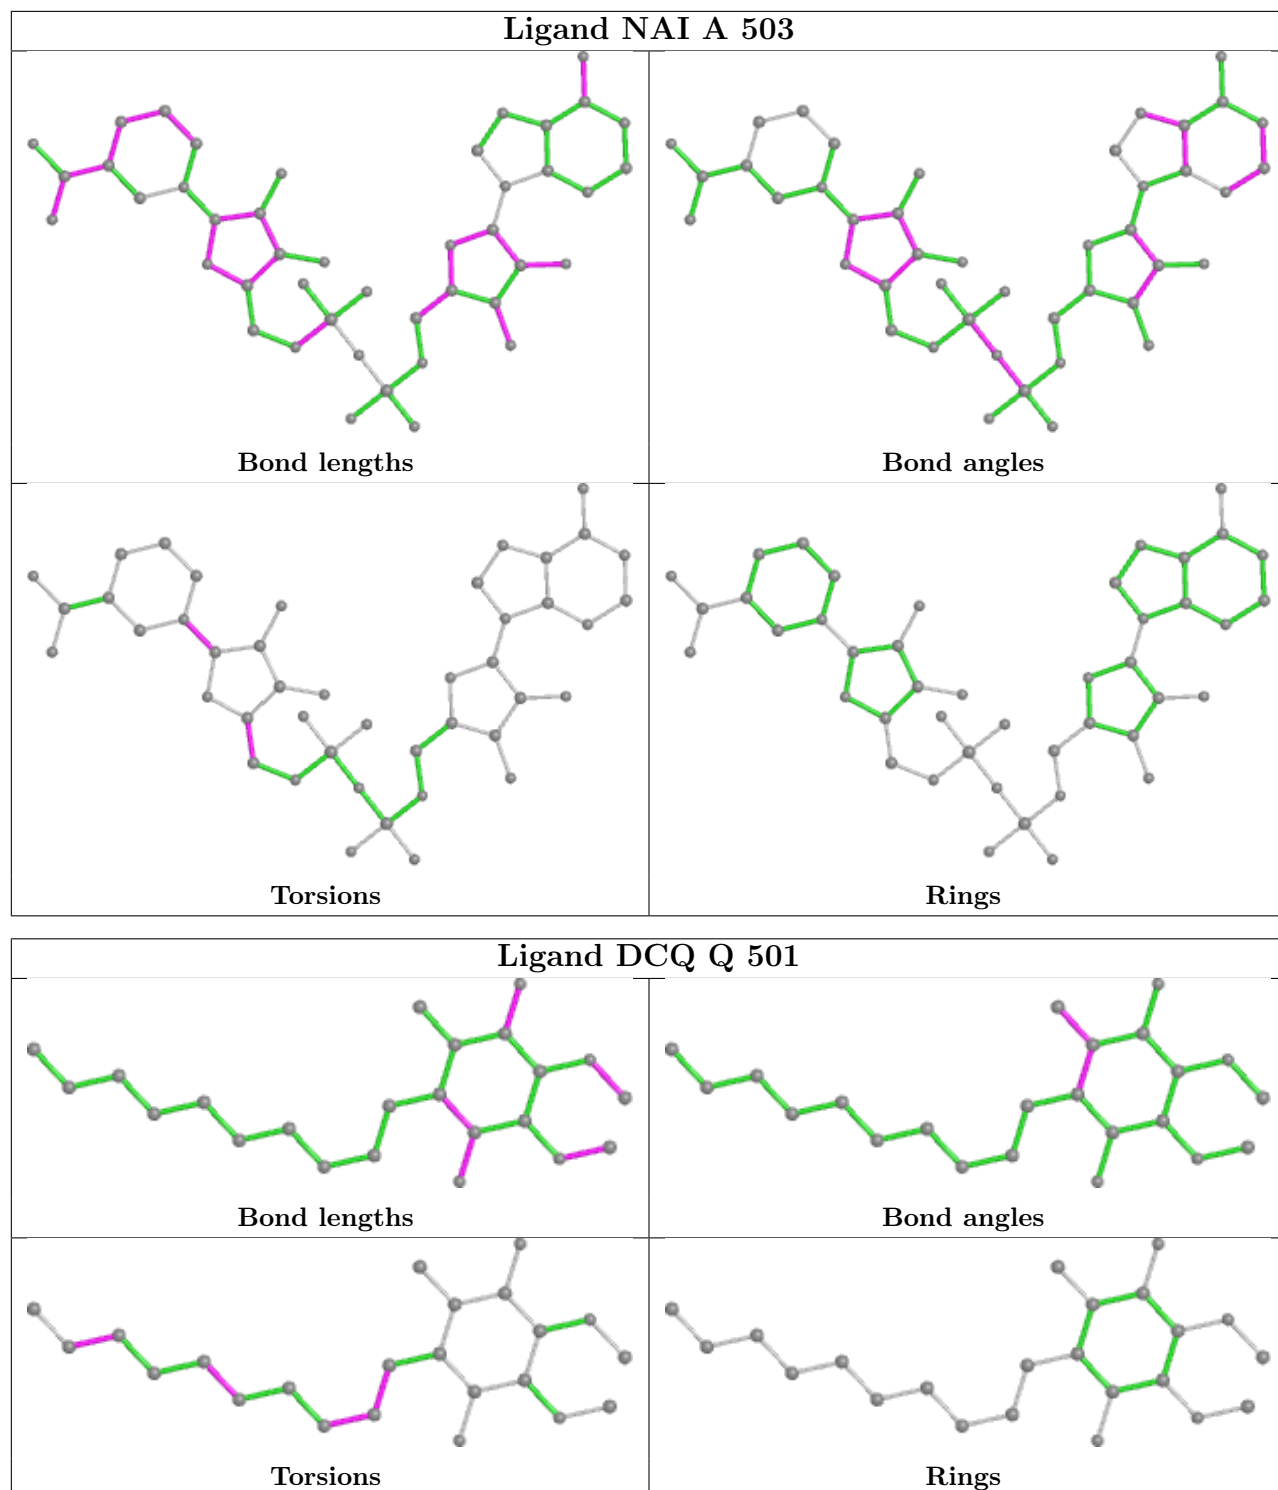 Ligand NAI A 503
Bond lengths
Bond angles
Torsions
Rings
Ligand DCQ Q 501
Bond lengths
Bond angles
Torsions
Rings